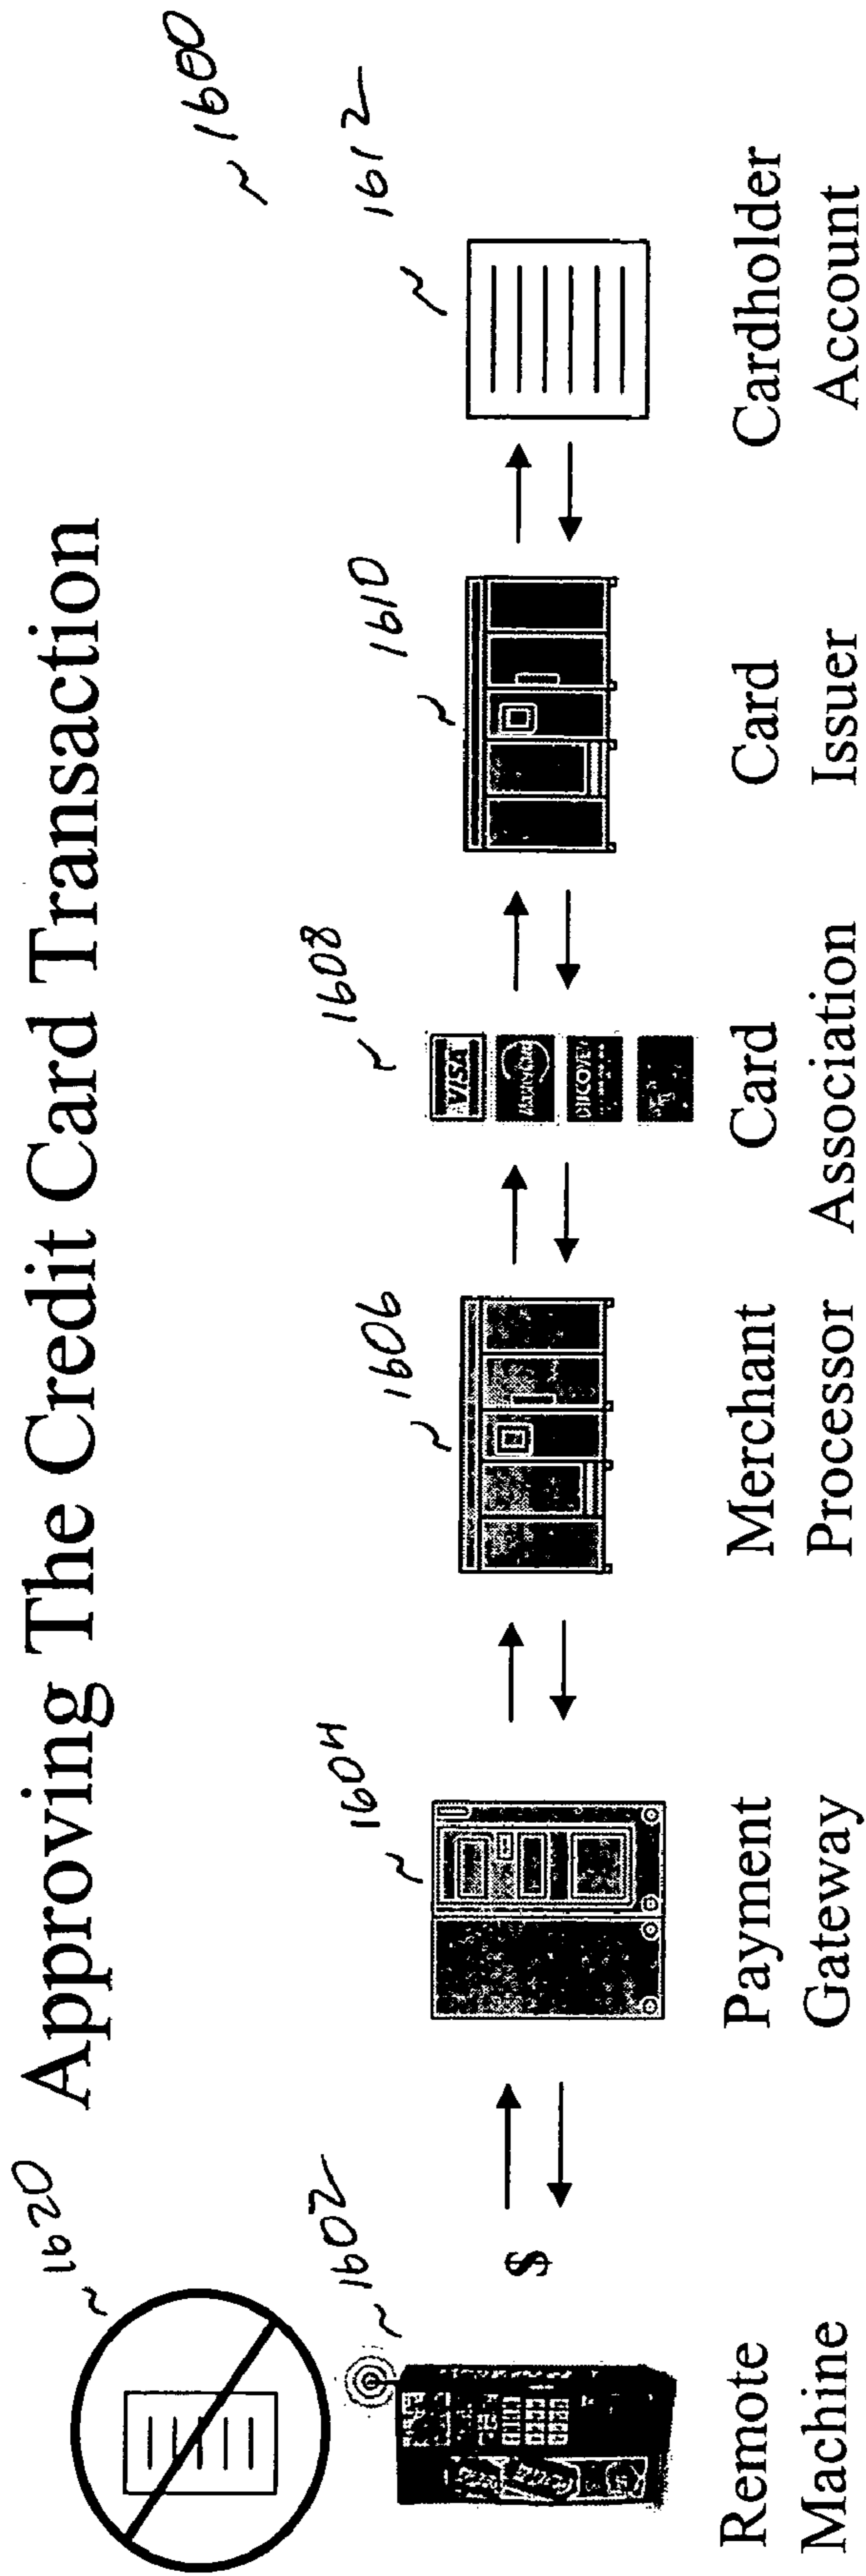 Approving The Credit Card Transaction
1600
1620
1602
1604
1606
1608
1610
1612
$
VISA
DISCOVER
Remote
Machine
Payment
Gateway
Merchant
Processor
Card
Association
Card
Issuer
Cardholder
Account